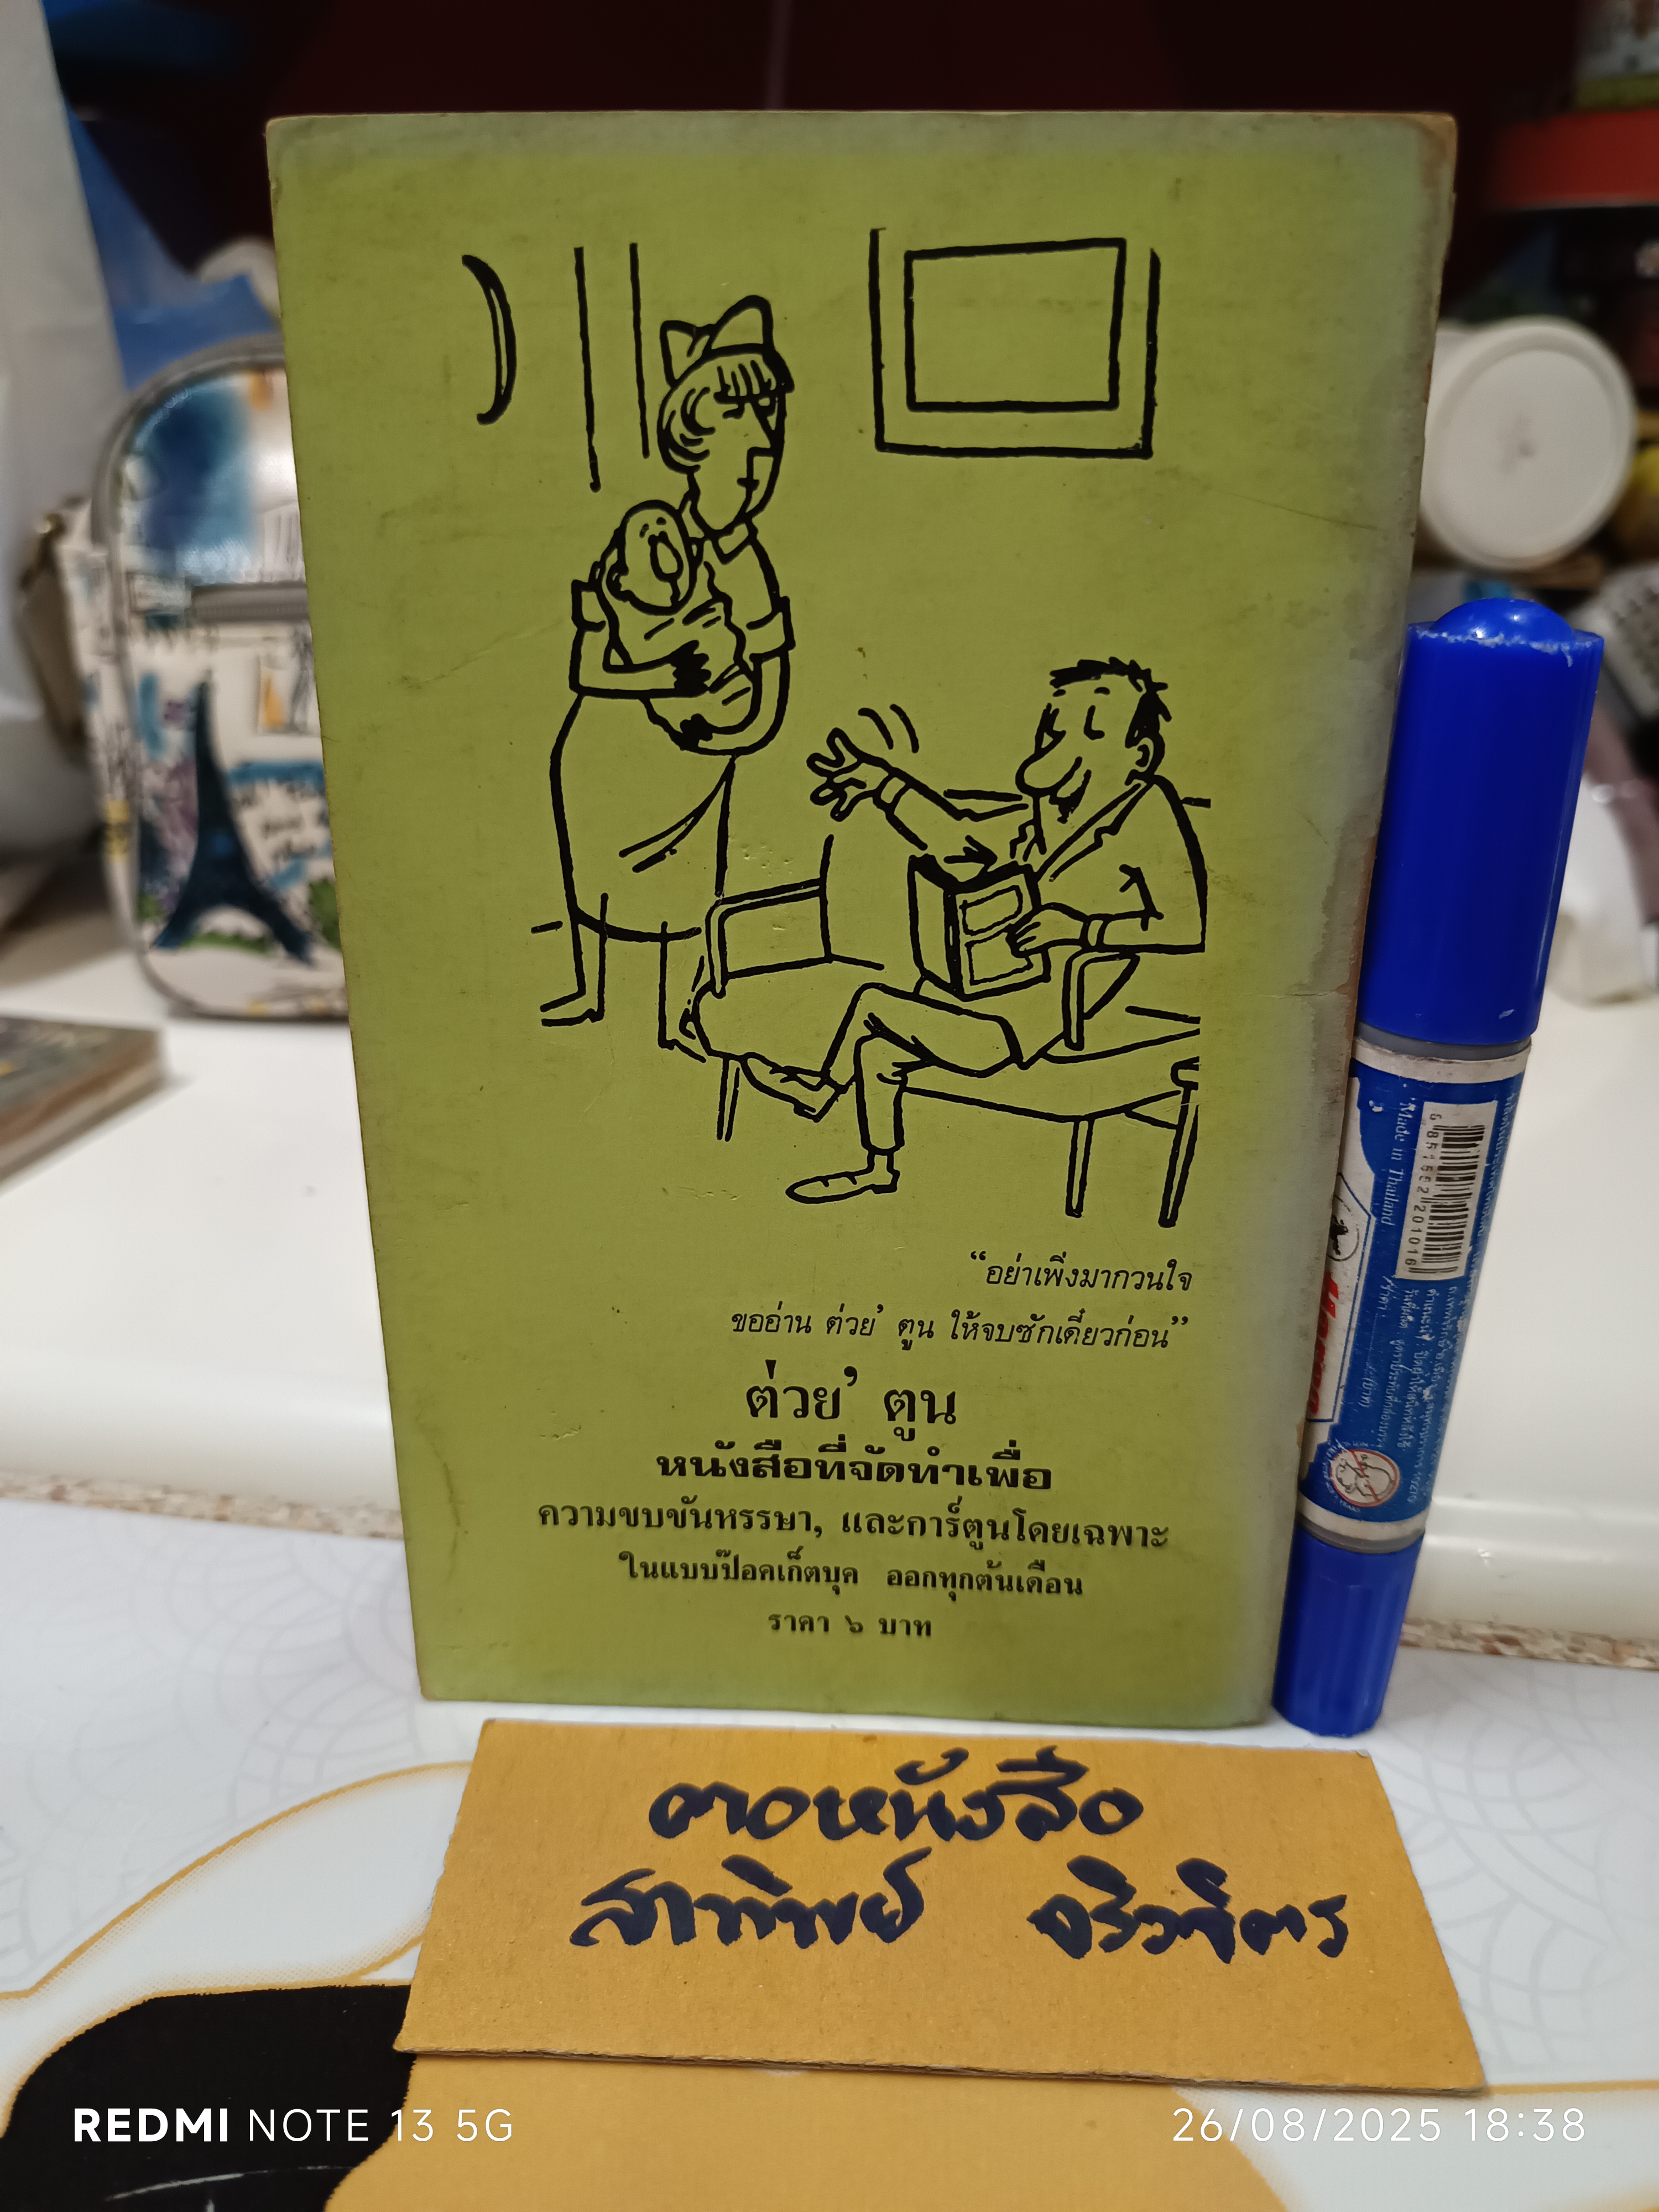 “อย่าเพิ่งมากวนใจ
ขออ่าน ต่วย’ ตูน ให้จบซักเดี๋ยวก่อน”
ต่วย’ ตูน
หนังสือที่จัดทำเพื่อ
ความขบขันหรรษา, และการ์ตูนโดยเฉพาะ
ในแบบป๊อคเก็ตบุค ออกทุกต้นเดือน
ราคา ๖ บาท
Made in Thailand
ตาอหนังสือ
สาทิพย์ จริวจิตร
REDMI NOTE 13 5G
26/08/2025 18:38